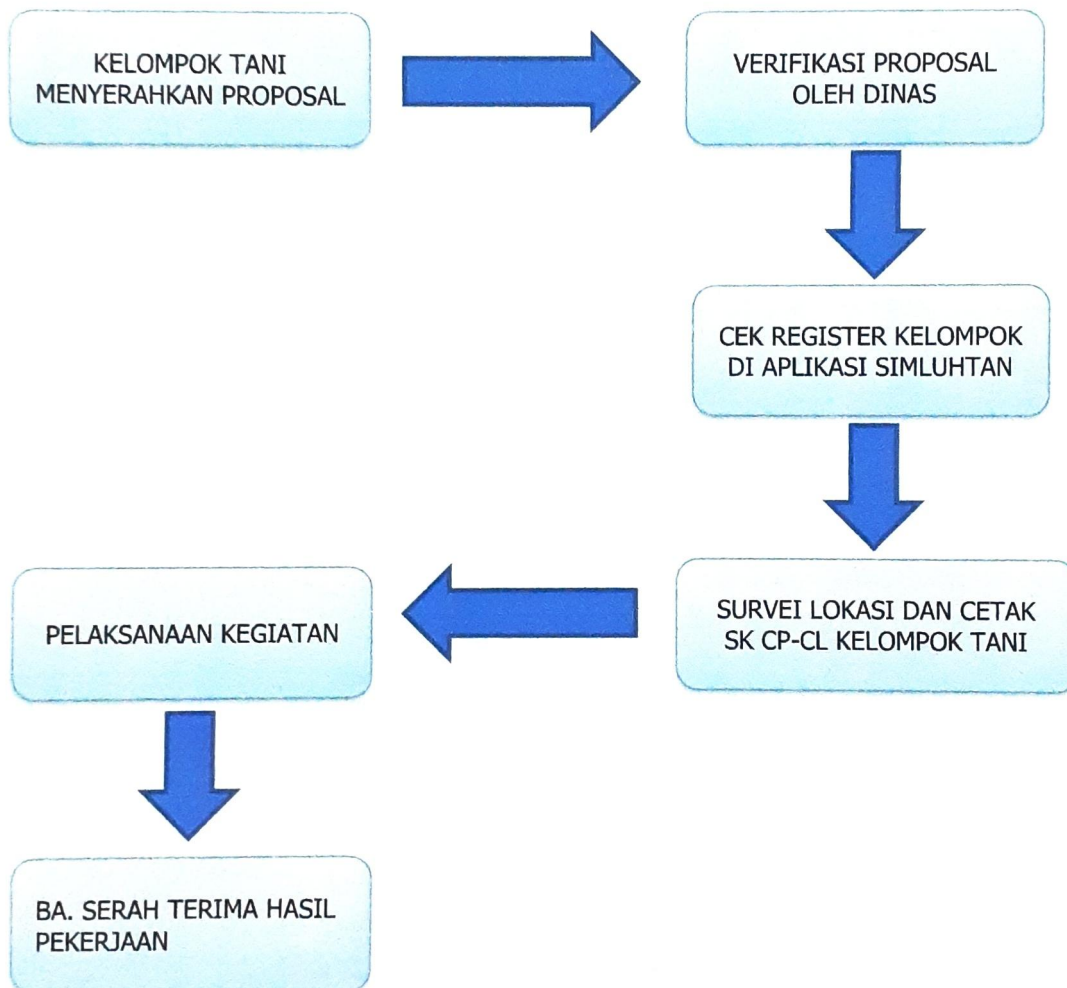 KELOMPOK TANI
MENYERAHKAN PROPOSAL
VERIFIKASI PROPOSAL
OLEH DINAS
CEK REGISTER KELOMPOK
DI APLIKASI SIMLUHTAN
SURVEI LOKASI DAN CETAK
SK CP-CL KELOMPOK TANI
PELAKSANAAN KEGIATAN
BA. SERAH TERIMA HASIL
PEKERJAAN